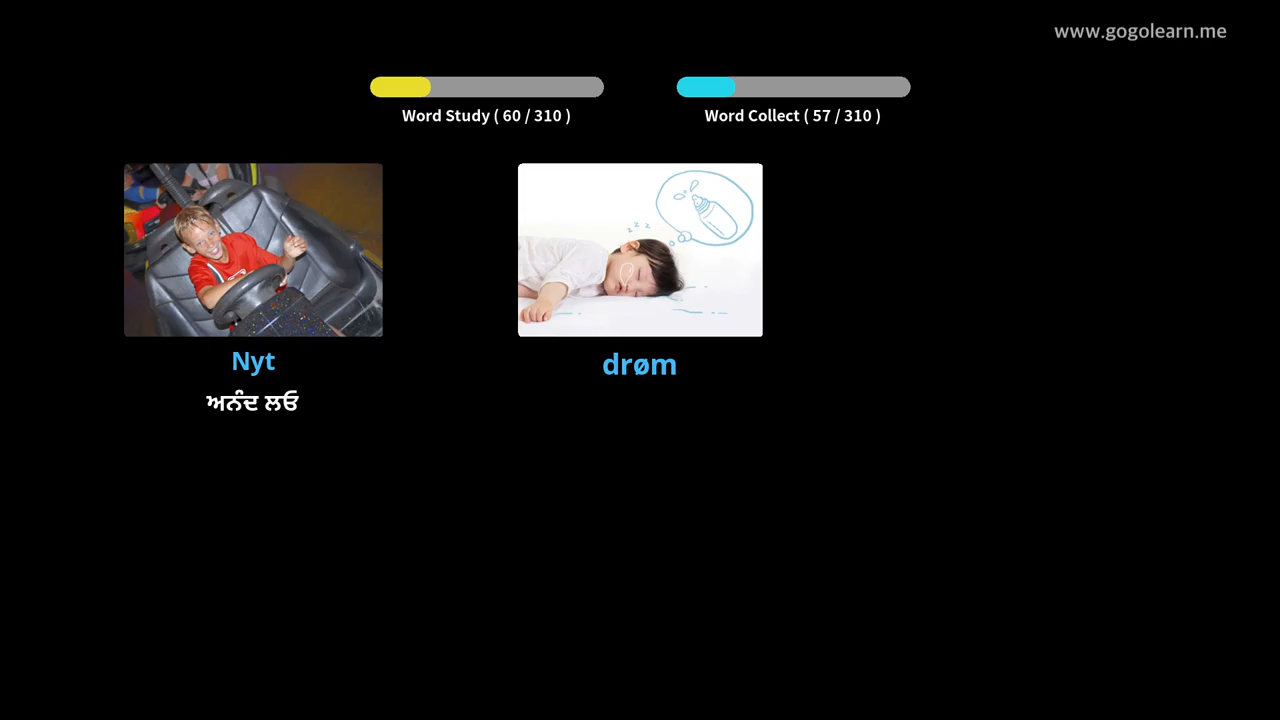 www.gogolearn.me
Word Study ( 60 / 310 )
Word Collect ( 57 / 310 )
Nyt
ਅਨੰਦ ਲਓ
drøm